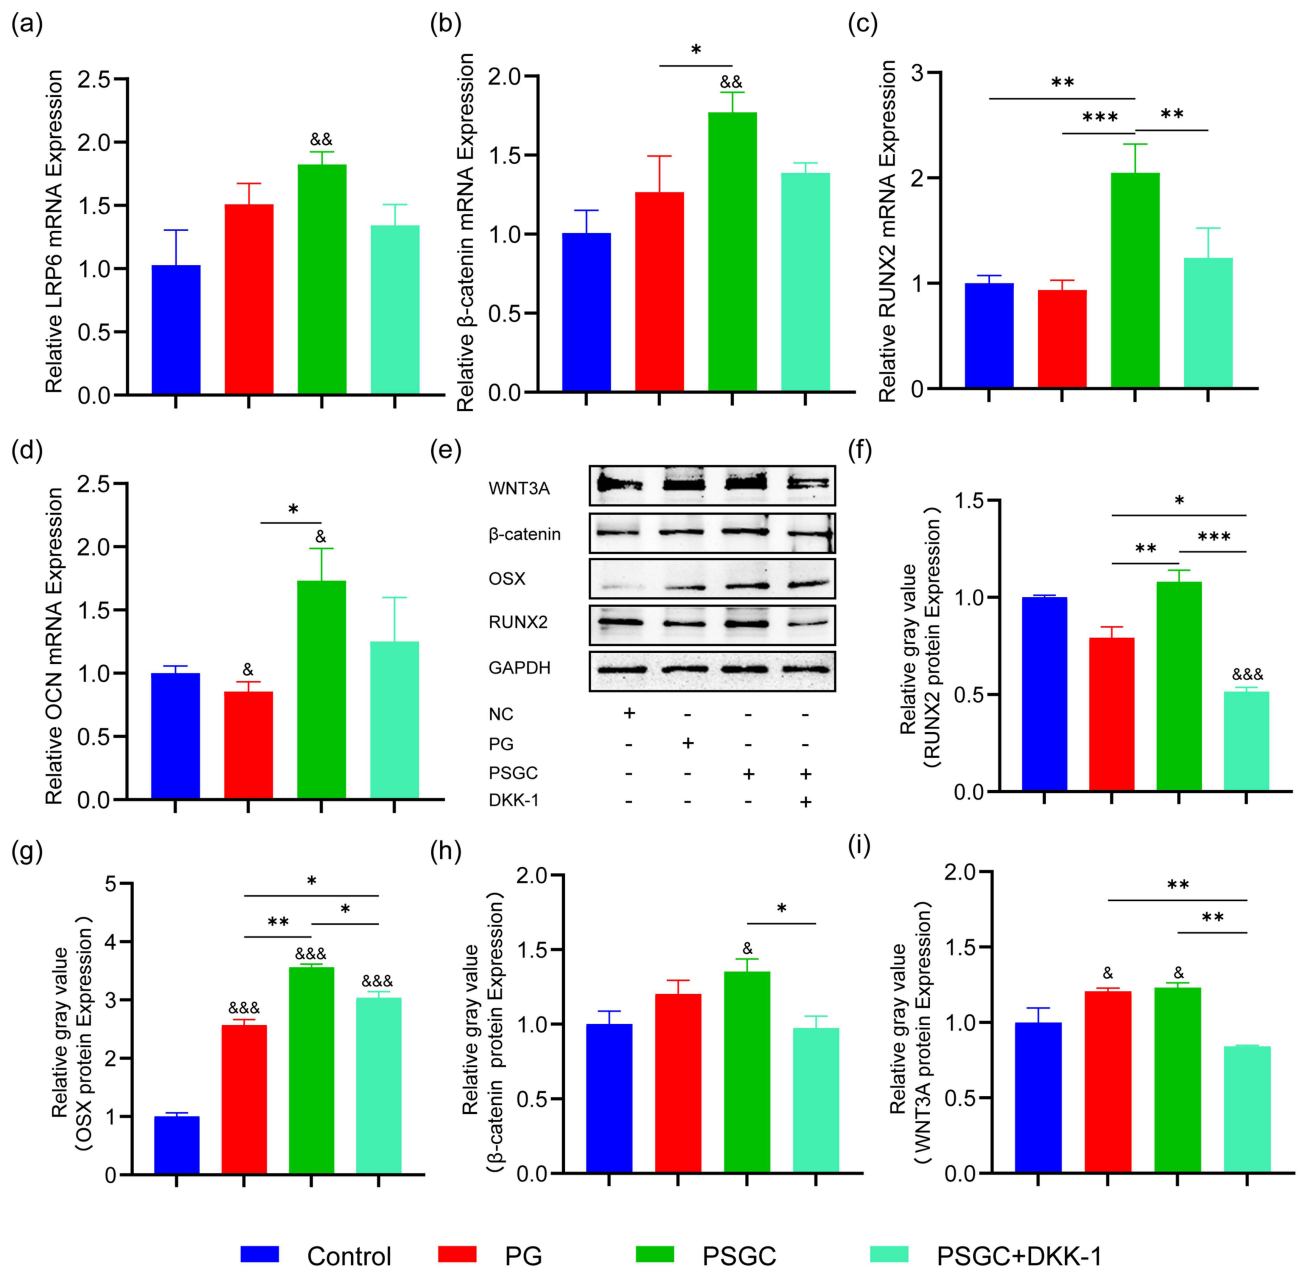 (a)
Relative LRP6 mRNA Expression
2.5
2.0
1.5
1.0
0.5
0.0
&&
(b)
Relative β-catenin mRNA Expression
2.0
1.5
1.0
0.5
0.0
*
&&
(c)
Relative RUNX2 mRNA Expression
3
2
1
0
**
***
**
(d)
Relative OCN mRNA Expression
2.5
2.0
1.5
1.0
0.5
0.0
*
&
&
(e)
WNT3A
β-catenin
OSX
RUNX2
GAPDH
NC + - - -
PG - + - -
PSGC - - + +
DKK-1 - - - +
(f)
Relative gray value
(RUNX2 protein Expression)
1.5
1.0
0.5
0.0
*
**
***
&&&
(g)
Relative gray value
(OSX protein Expression)
5
4
3
2
1
0
*
**
*
&&&
&&&
&&&
(h)
Relative gray value
(β-catenin protein Expression)
2.0
1.5
1.0
0.5
0.0
*
&
(i)
Relative gray value
(WNT3A protein Expression)
2.0
1.5
1.0
0.5
0.0
**
**
&
&
Control
PG
PSGC
PSGC+DKK-1